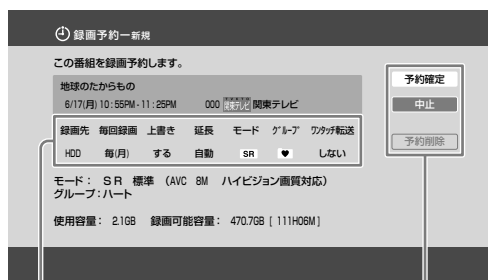 録画予約ー新規
この番組を録画予約します。
地球のたからもの
6/17(月) 10:55PM-11:25PM 000 関東テレビ 関東テレビ
録画先 毎回録画 上書き 延長 モード グループ ワンタッチ転送
HDD 毎(月) する 自動 SR ♥ しない
モード: SR 標準 (AVC 8M ハイビジョン画質対応)
グループ:ハート
使用容量: 2.1GB 録画可能容量: 470.7GB [ 111H06M ]
予約確定
中止
予約削除